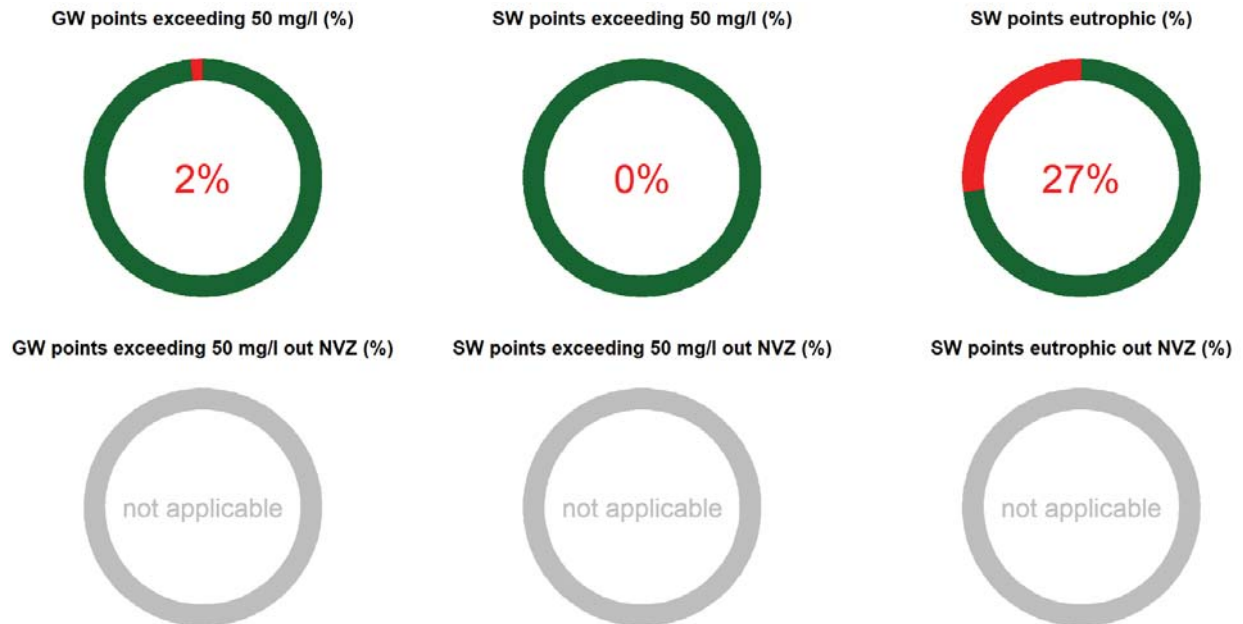 GW points exceeding 50 mg/l (%)
SW points exceeding 50 mg/l (%)
SW points eutrophic (%)
2%
0%
27%
GW points exceeding 50 mg/l out NVZ (%)
SW points exceeding 50 mg/l out NVZ (%)
SW points eutrophic out NVZ (%)
not applicable
not applicable
not applicable